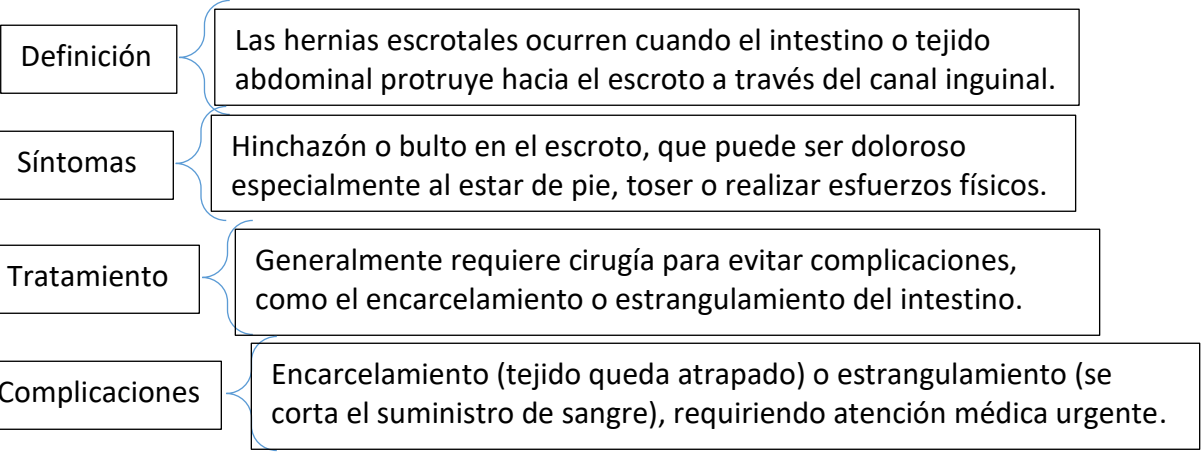 Definición
Las hernias escrotales ocurren cuando el intestino o tejido
abdominal protruye hacia el escroto a través del canal inguinal.
Síntomas
Hinchazón o bulto en el escroto, que puede ser doloroso
especialmente al estar de pie, toser o realizar esfuerzos físicos.
Tratamiento
Generalmente requiere cirugía para evitar complicaciones,
como el encarcelamiento o estrangulamiento del intestino.
Complicaciones
Encarcelamiento (tejido queda atrapado) o estrangulamiento (se
corta el suministro de sangre), requiriendo atención médica urgente.